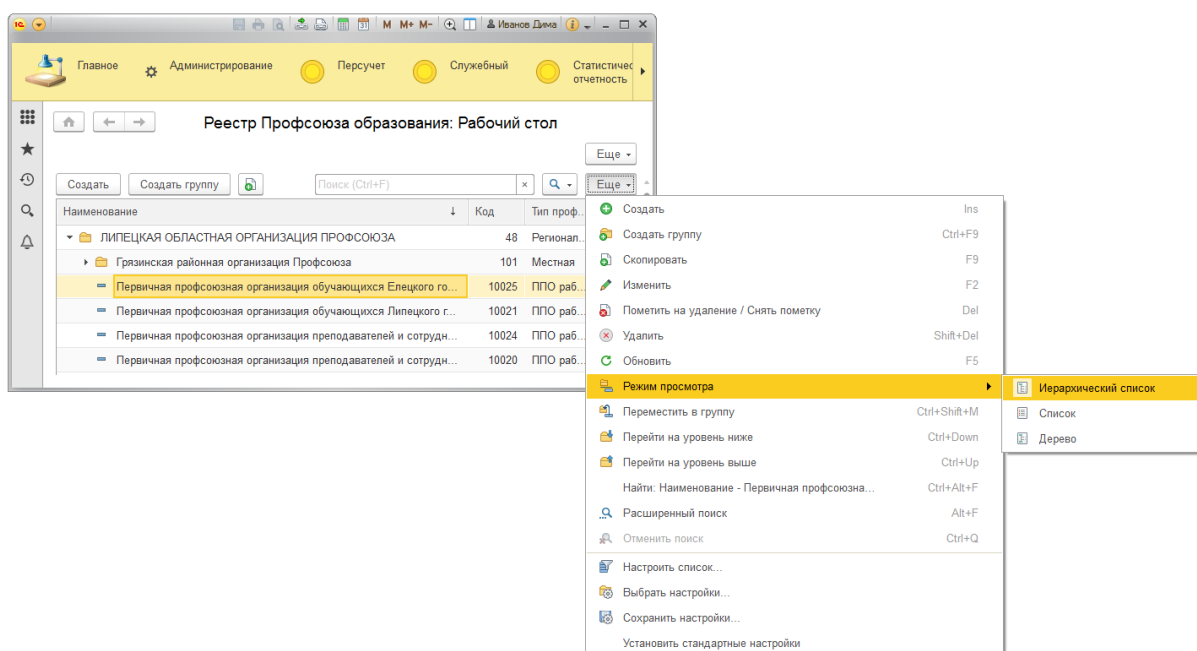 1С M M+ M- Иванов Дима
Главное Администрирование Персучет Служебный Статистичес
отчетность
Реестр Профсоюза образования: Рабочий стол
Еще
Создать Создать группу Поиск (Ctrl+F) × Еще
Наименование ↓ Код Тип проф...
ЛИПЕЦКАЯ ОБЛАСТНАЯ ОРГАНИЗАЦИЯ ПРОФСОЮЗА 48 Регионал...
Грязинская районная организация Профсоюза 101 Местная
Первичная профсоюзная организация обучающихся Елецкого го... 10025 ППО раб...
Первичная профсоюзная организация обучающихся Липецкого г... 10021 ППО раб...
Первичная профсоюзная организация преподавателей и сотрудн... 10024 ППО раб...
Первичная профсоюзная организация преподавателей и сотрудн... 10020 ППО раб...
Создать Ins
Создать группу Ctrl+F9
Скопировать F9
Изменить F2
Пометить на удаление / Снять пометку Del
Удалить Shift+Del
Обновить F5
Режим просмотра
Переместить в группу Ctrl+Shift+M
Перейти на уровень ниже Ctrl+Down
Перейти на уровень выше Ctrl+Up
Найти: Наименование - Первичная профсоюзна... Ctrl+Alt+F
Расширенный поиск Alt+F
Отменить поиск Ctrl+Q
Настроить список...
Выбрать настройки...
Сохранить настройки...
Установить стандартные настройки
Иерархический список
Список
Дерево